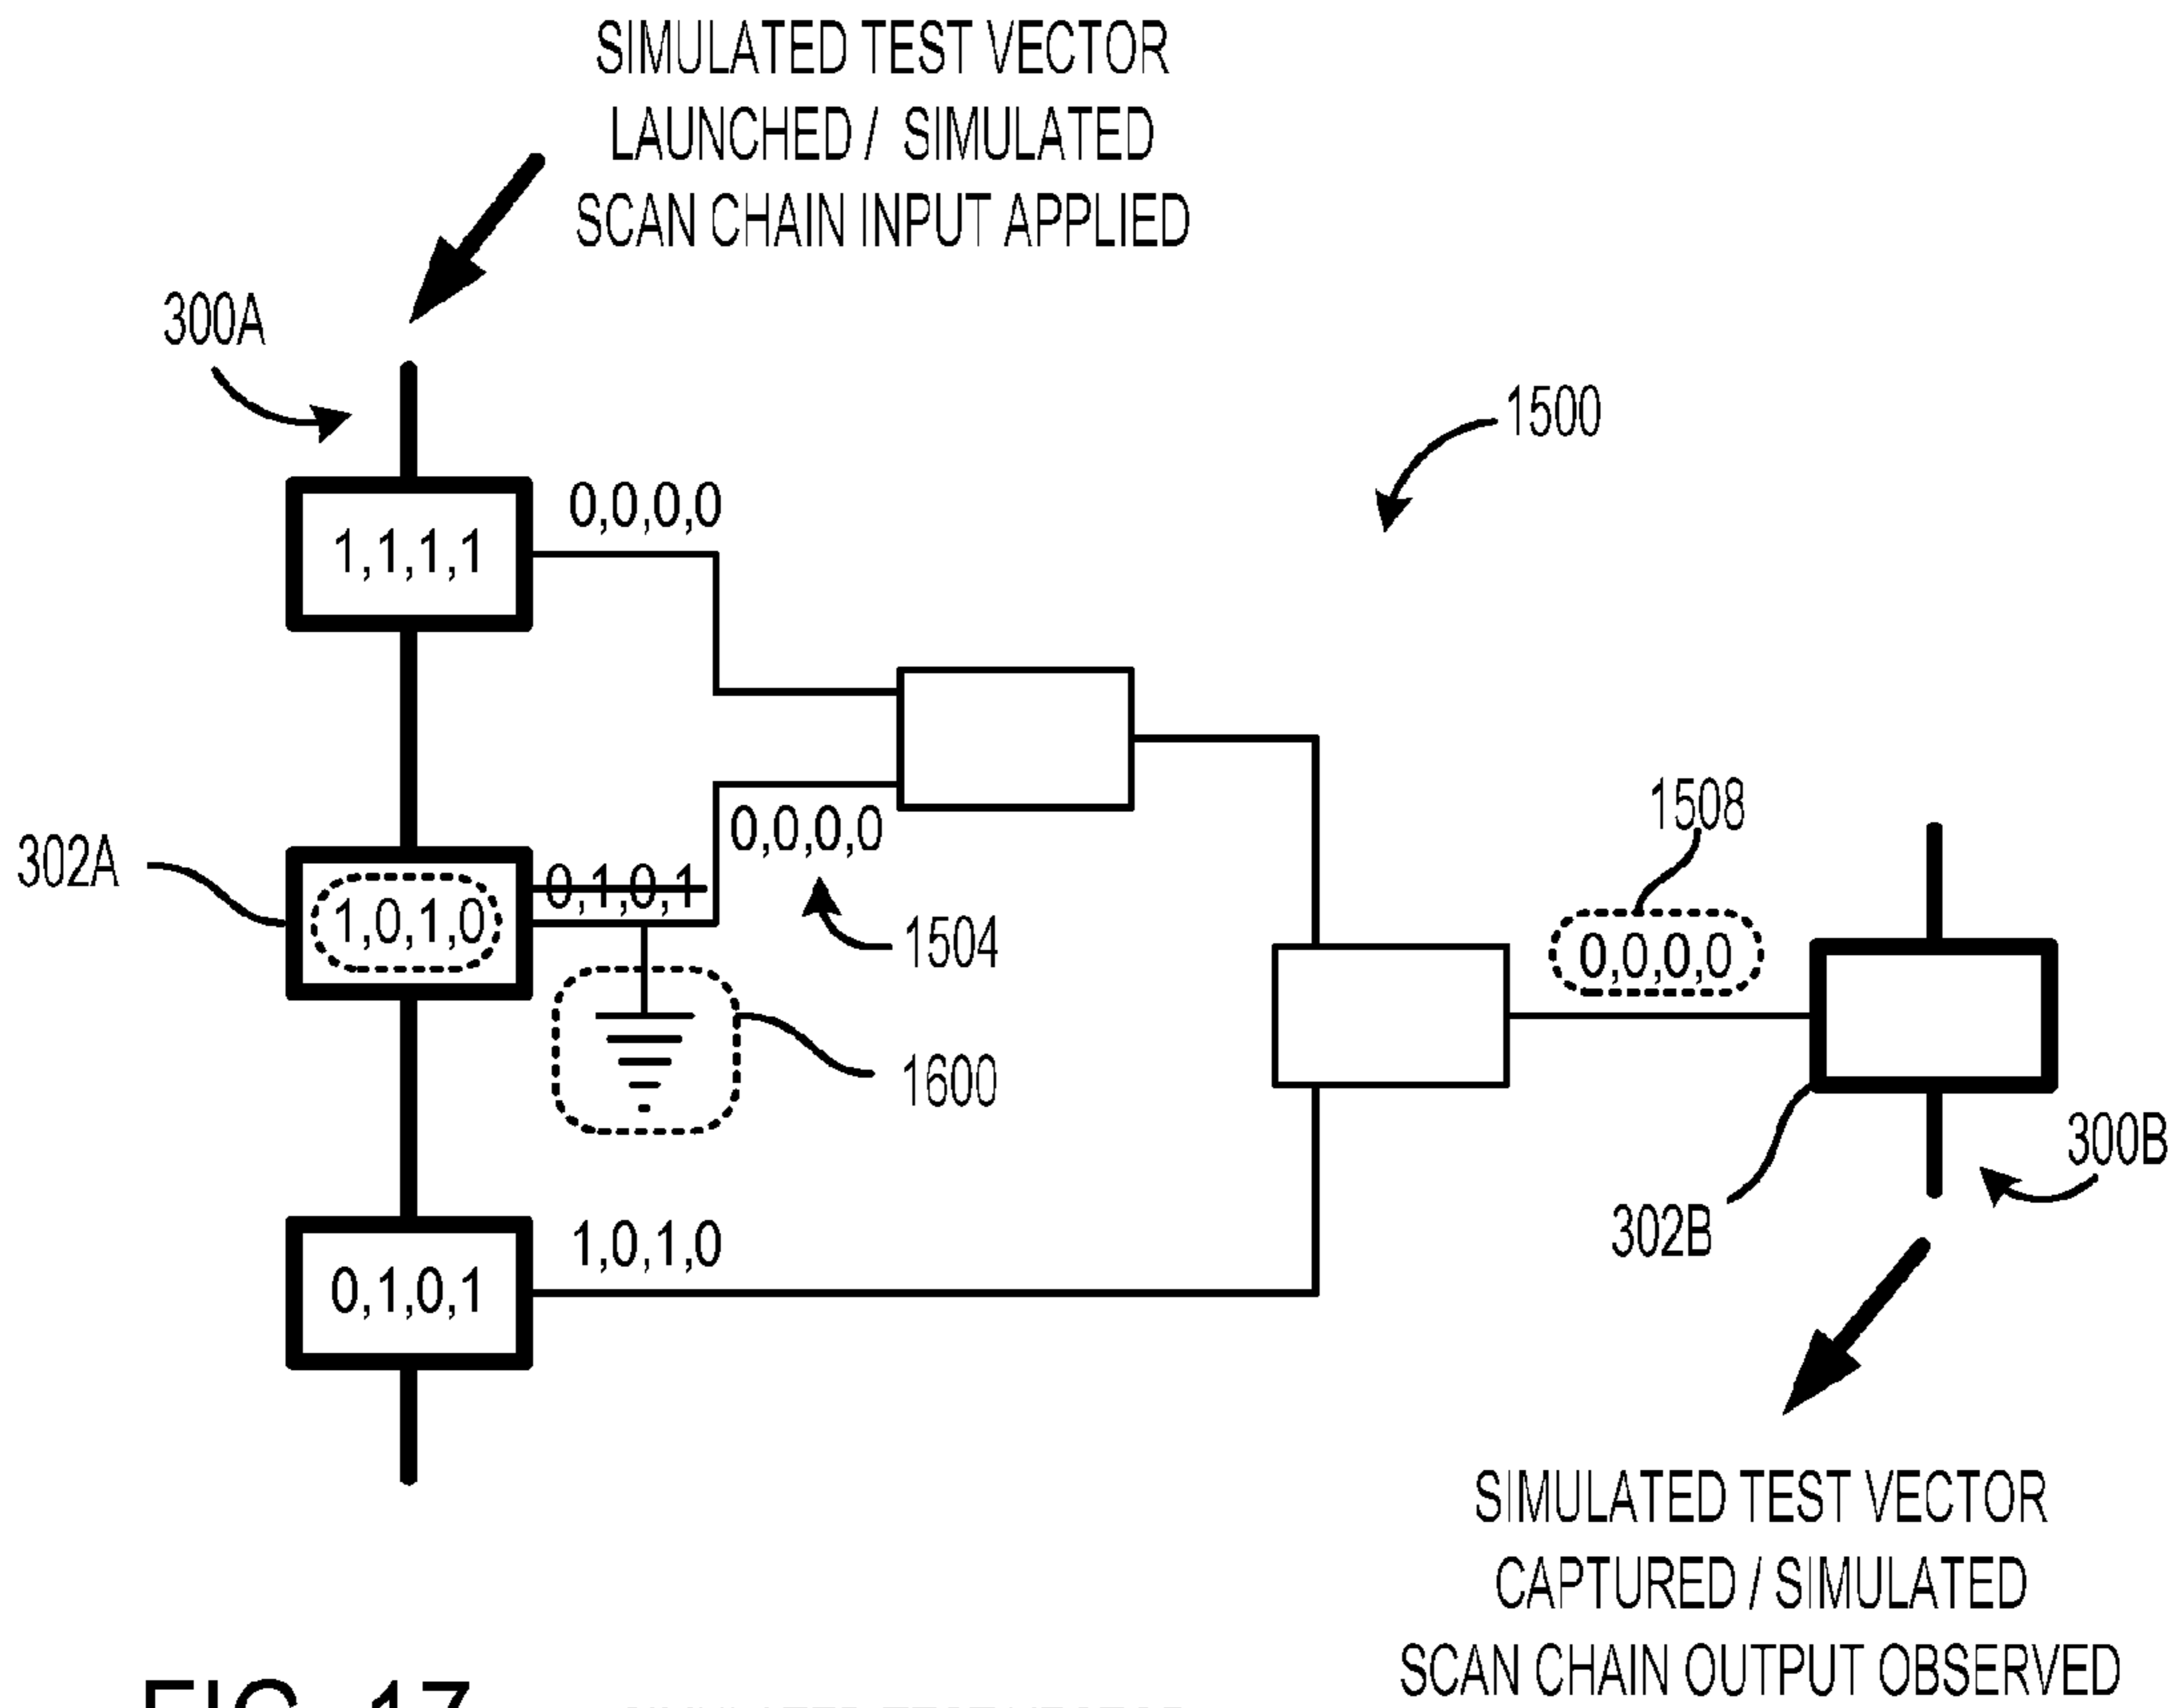 SIMULATED TEST VECTOR
LAUNCHED / SIMULATED
SCAN CHAIN INPUT APPLIED
300A
1500
0,0,0,0
1,1,1,1
1508
0,0,0,0
302A
0,1,0,1
1,0,1,0
1504
0,0,0,0
1600
300B
302B
1,0,1,0
0,1,0,1
SIMULATED TEST VECTOR
CAPTURED / SIMULATED
SCAN CHAIN OUTPUT OBSERVED
FIG. 17